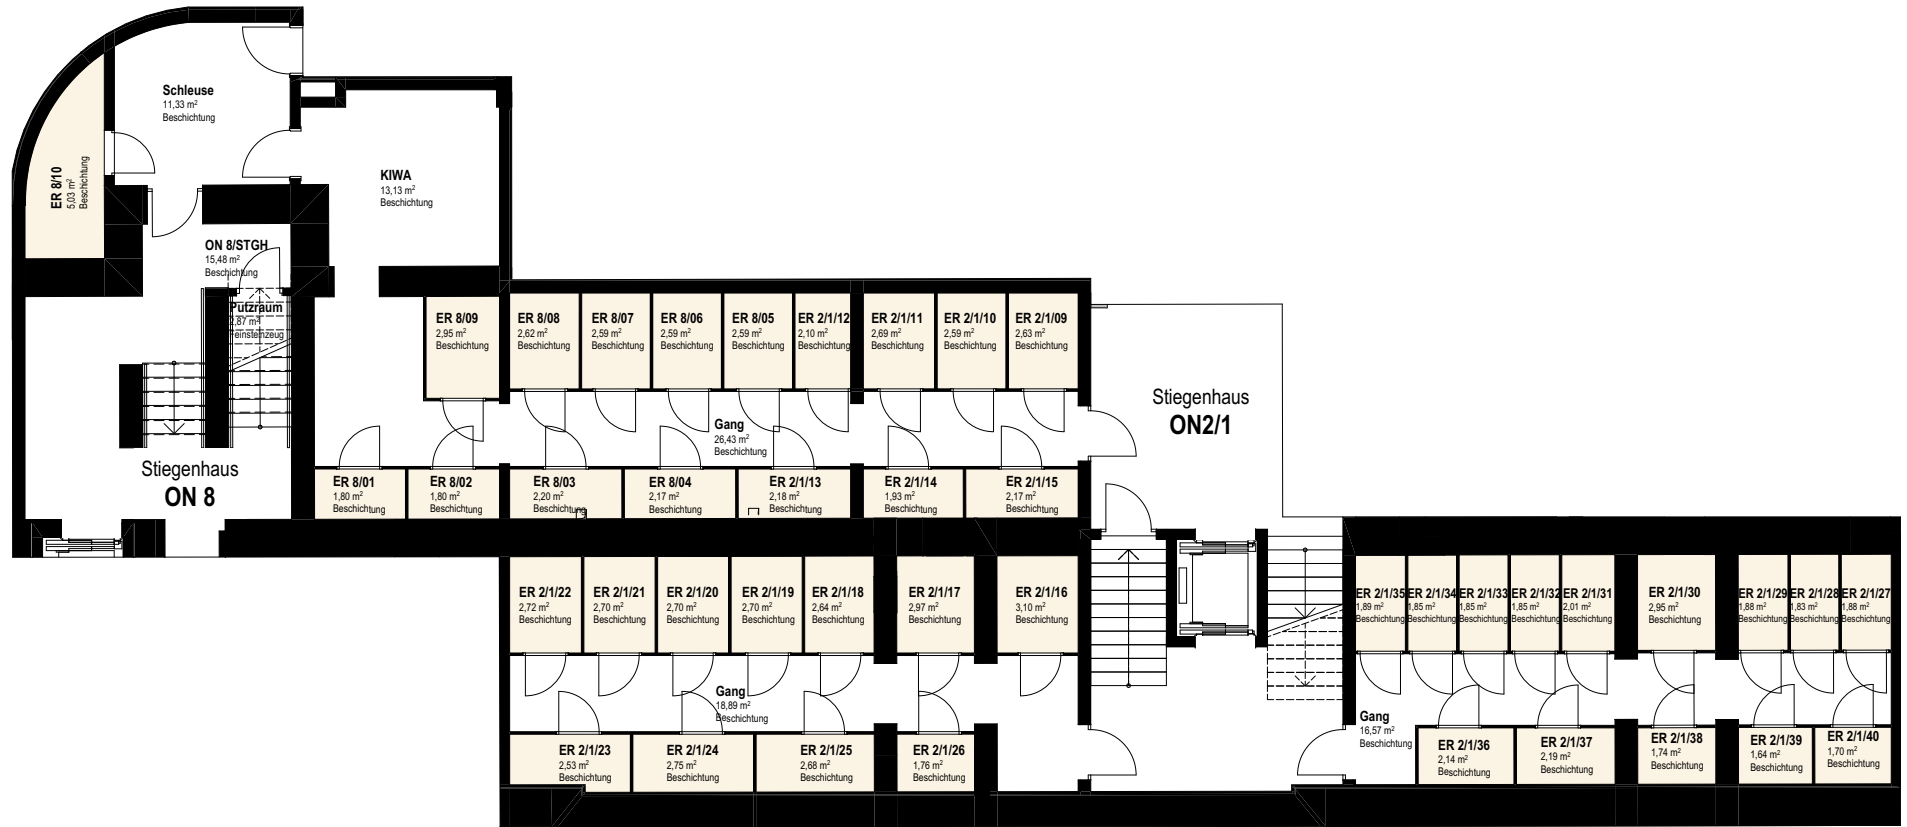 Schleuse
11,33 m²
Beschichtung
ER 8/10
5,03 m²
Beschichtung
KIWA
13,13 m²
Beschichtung
ON 8/STGH
15,48 m²
Beschichtung
Putzraum
2,87 m²
Feinsteinzeug
Stiegenhaus
ON 8
ER 8/09
2,95 m²
Beschichtung
ER 8/08
2,62 m²
Beschichtung
ER 8/07
2,59 m²
Beschichtung
ER 8/06
2,59 m²
Beschichtung
ER 8/05
2,59 m²
Beschichtung
ER 2/1/12
2,10 m²
Beschichtung
ER 2/1/11
2,69 m²
Beschichtung
ER 2/1/10
2,59 m²
Beschichtung
ER 2/1/09
2,63 m²
Beschichtung
Gang
26,43 m²
Beschichtung
Stiegenhaus
ON2/1
ER 8/01
1,80 m²
Beschichtung
ER 8/02
1,80 m²
Beschichtung
ER 8/03
2,20 m²
Beschichtung
ER 8/04
2,17 m²
Beschichtung
ER 2/1/13
2,18 m²
Beschichtung
ER 2/1/14
1,93 m²
Beschichtung
ER 2/1/15
2,17 m²
Beschichtung
ER 2/1/22
2,72 m²
Beschichtung
ER 2/1/21
2,70 m²
Beschichtung
ER 2/1/20
2,70 m²
Beschichtung
ER 2/1/19
2,70 m²
Beschichtung
ER 2/1/18
2,64 m²
Beschichtung
ER 2/1/17
2,97 m²
Beschichtung
ER 2/1/16
3,10 m²
Beschichtung
Gang
18,89 m²
Beschichtung
ER 2/1/23
2,53 m²
Beschichtung
ER 2/1/24
2,75 m²
Beschichtung
ER 2/1/25
2,68 m²
Beschichtung
ER 2/1/26
1,76 m²
Beschichtung
ER 2/1/35
1,89 m²
Beschichtung
ER 2/1/34
1,85 m²
Beschichtung
ER 2/1/33
1,85 m²
Beschichtung
ER 2/1/32
1,85 m²
Beschichtung
ER 2/1/31
2,01 m²
Beschichtung
ER 2/1/30
2,95 m²
Beschichtung
ER 2/1/29
1,88 m²
Beschichtung
ER 2/1/28
1,83 m²
Beschichtung
ER 2/1/27
1,88 m²
Beschichtung
Gang
16,57 m²
Beschichtung
ER 2/1/36
2,14 m²
Beschichtung
ER 2/1/37
2,19 m²
Beschichtung
ER 2/1/38
1,74 m²
Beschichtung
ER 2/1/39
1,64 m²
Beschichtung
ER 2/1/40
1,70 m²
Beschichtung